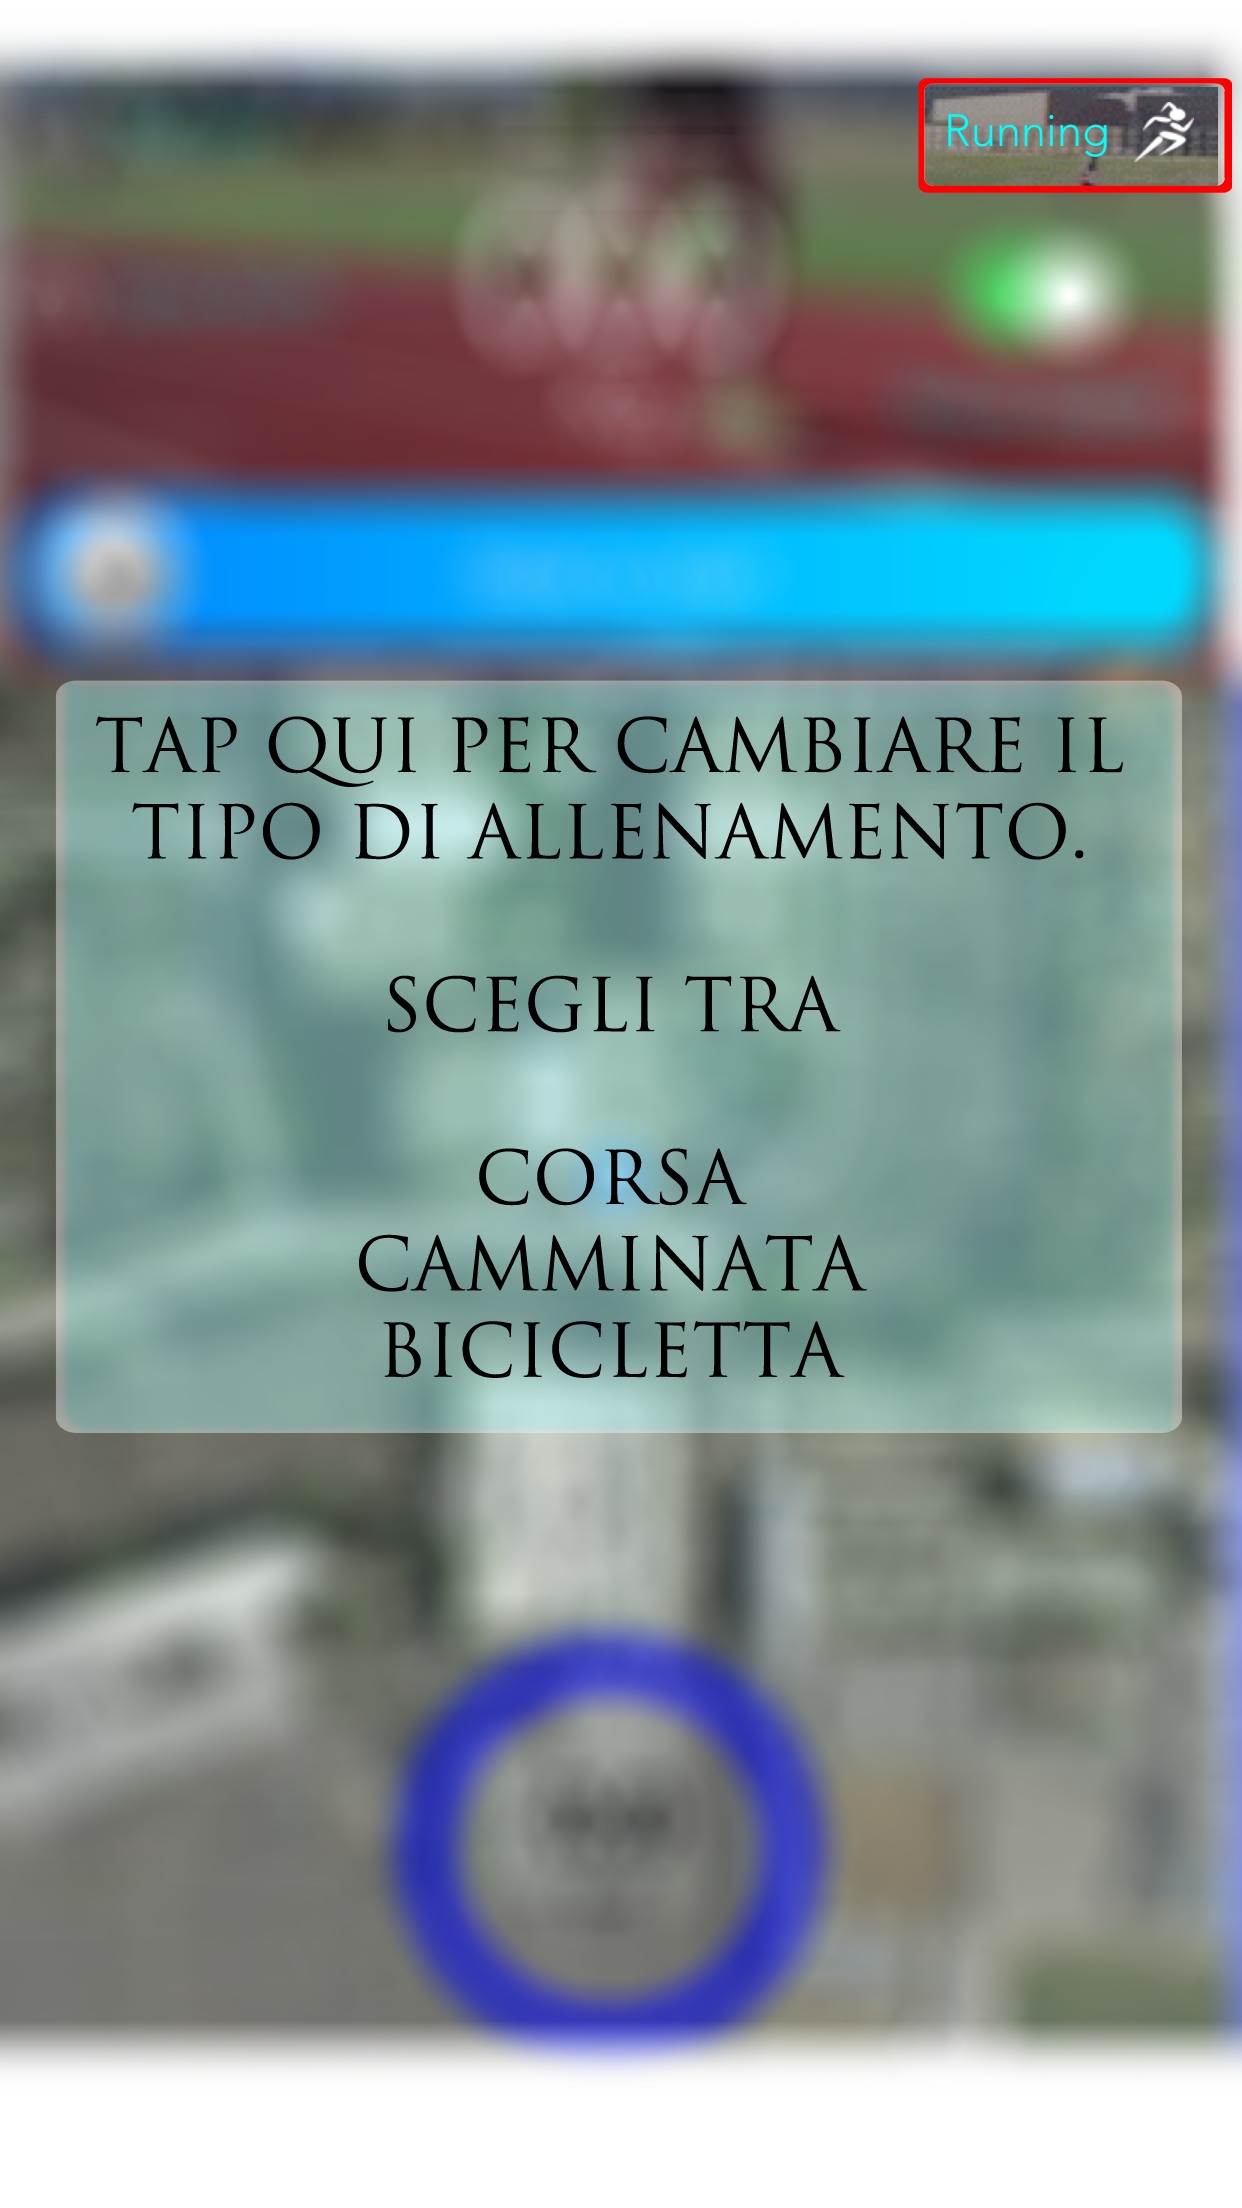 Running
TAP QUI PER CAMBIARE IL
TIPO DI ALLENAMENTO.
SCEGLI TRA
CORSA
CAMMINATA
BICICLETTA